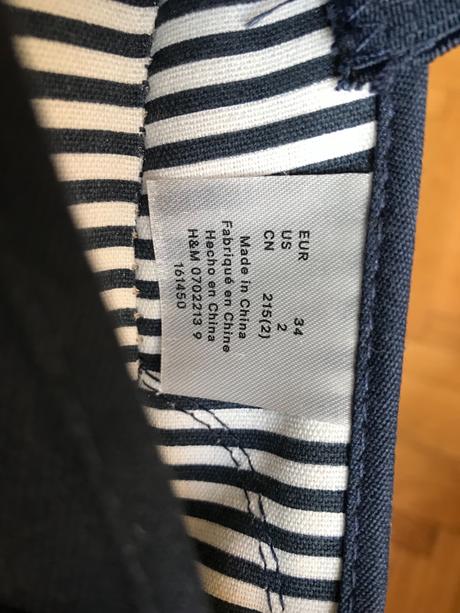 EUR 34
US 2
CN 215(2)
Made in China
Fabriqué en Chine
Hecho en China
H&M 0702213 9
161450